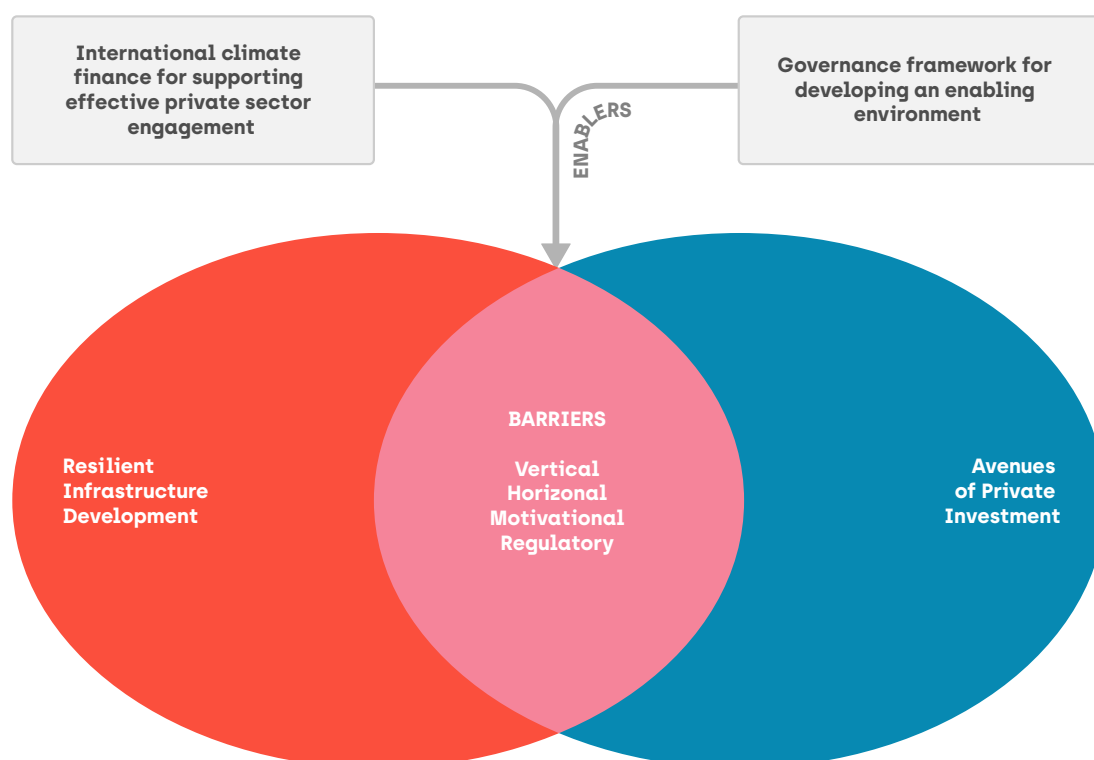 International climate
finance for supporting
effective private sector
engagement
Governance framework for
developing an enabling
environment
ENABLERS
BARRIERS
Vertical
Horizonal
Motivational
Regulatory
Resilient
Infrastructure
Development
Avenues
of Private
Investment